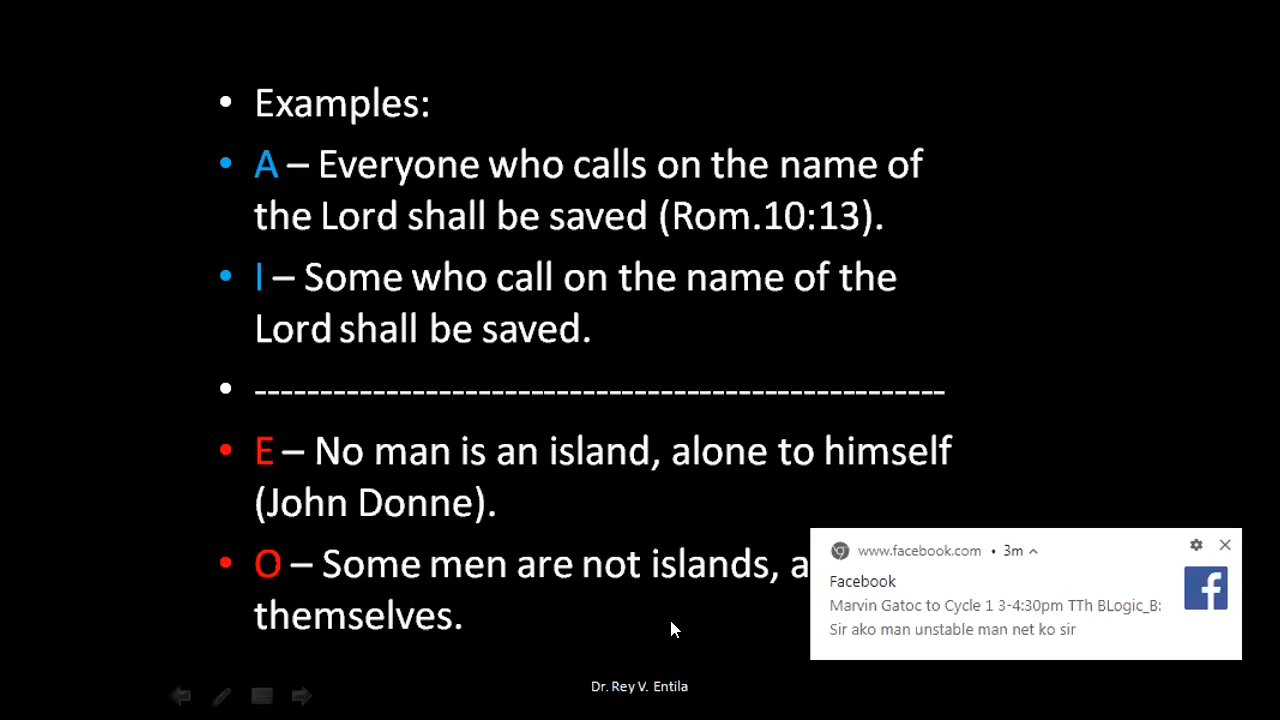 • Examples:
• A – Everyone who calls on the name of
the Lord shall be saved (Rom.10:13).
• I – Some who call on the name of the
Lord shall be saved.
• -----------------------------------------------------
• E – No man is an island, alone to himself
(John Donne).
• O – Some men are not islands, a
themselves.
www.facebook.com • 3m
Facebook
Marvin Gatoc to Cycle 1 3-4:30pm TTh BLogic_B:
Sir ako man unstable man net ko sir
Dr. Rey V. Entila